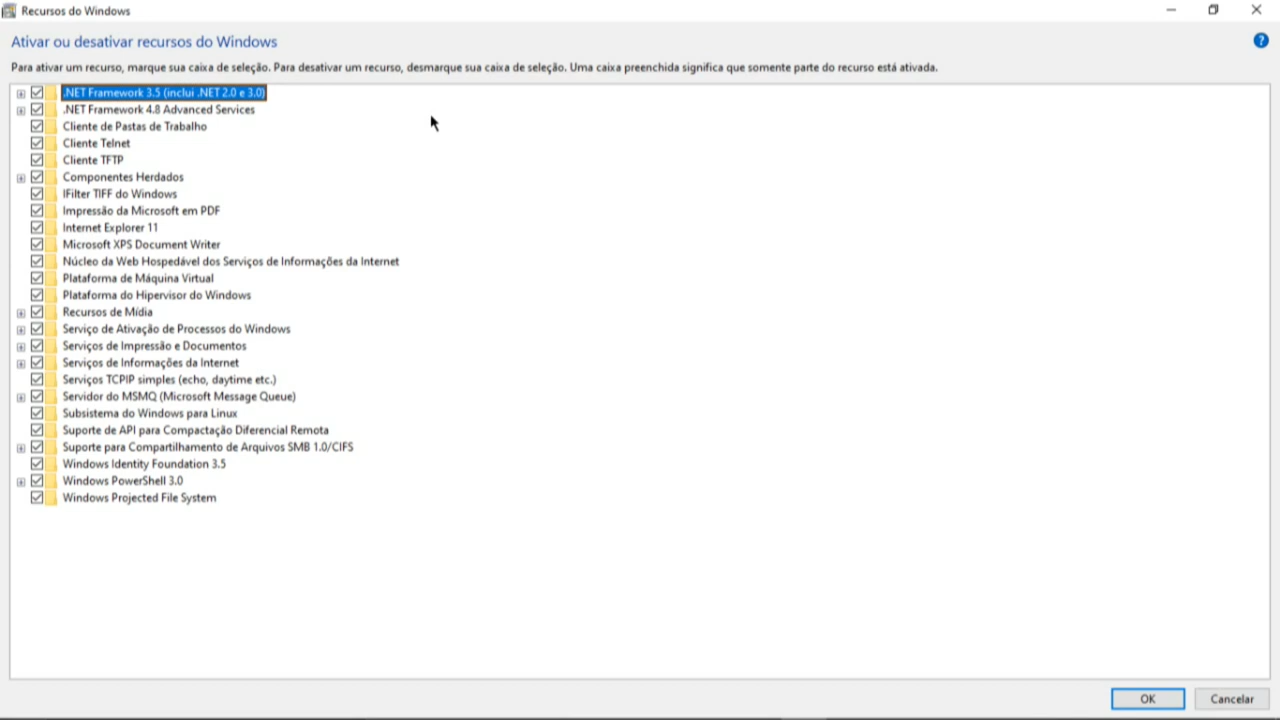 Recursos do Windows
Ativar ou desativar recursos do Windows
Para ativar um recurso, marque sua caixa de seleção. Para desativar um recurso, desmarque sua caixa de seleção. Uma caixa preenchida significa que somente parte do recurso está ativada.
.NET Framework 3.5 (inclui .NET 2.0 e 3.0)
.NET Framework 4.8 Advanced Services
Cliente de Pastas de Trabalho
Cliente Telnet
Cliente TFTP
Componentes Herdados
IFilter TIFF do Windows
Impressão da Microsoft em PDF
Internet Explorer 11
Microsoft XPS Document Writer
Núcleo da Web Hospedável dos Serviços de Informações da Internet
Plataforma de Máquina Virtual
Plataforma do Hipervisor do Windows
Recursos de Mídia
Serviço de Ativação de Processos do Windows
Serviços de Impressão e Documentos
Serviços de Informações da Internet
Serviços TCPIP simples (echo, daytime etc.)
Servidor do MSMQ (Microsoft Message Queue)
Subsistema do Windows para Linux
Suporte de API para Compactação Diferencial Remota
Suporte para Compartilhamento de Arquivos SMB 1.0/CIFS
Windows Identity Foundation 3.5
Windows PowerShell 3.0
Windows Projected File System
OK Cancelar